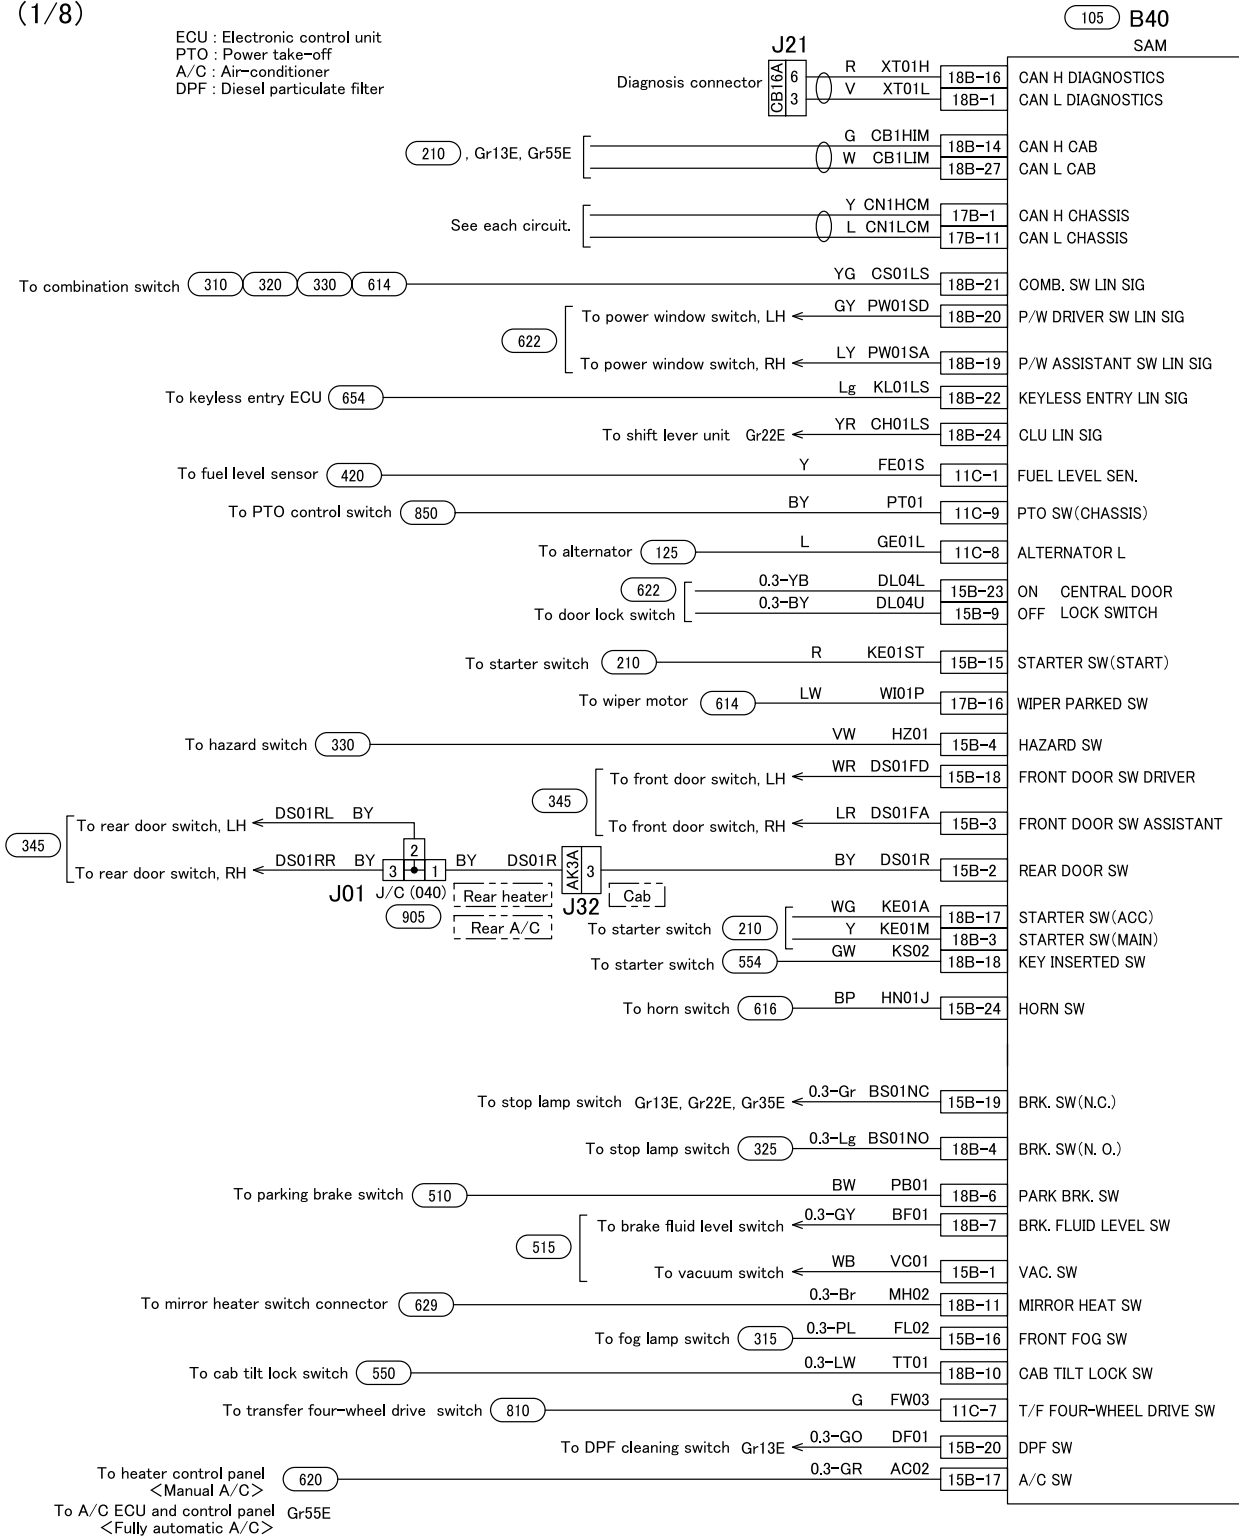 (1/8)
105 B40
SAM
ECU : Electronic control unit
PTO : Power take-off
A/C : Air-conditioner
DPF : Diesel particulate filter
J21
Diagnosis connector CB16A 6 R XT01H 18B-16 CAN H DIAGNOSTICS
3 V XT01L 18B-1 CAN L DIAGNOSTICS
210 , Gr13E, Gr55E G CB1HIM 18B-14 CAN H CAB
W CB1LIM 18B-27 CAN L CAB
See each circuit. Y CN1HCM 17B-1 CAN H CHASSIS
L CN1LCM 17B-11 CAN L CHASSIS
To combination switch 310 320 330 614 YG CS01LS 18B-21 COMB. SW LIN SIG
622 To power window switch, LH GY PW01SD 18B-20 P/W DRIVER SW LIN SIG
To power window switch, RH LY PW01SA 18B-19 P/W ASSISTANT SW LIN SIG
To keyless entry ECU 654 Lg KL01LS 18B-22 KEYLESS ENTRY LIN SIG
To shift lever unit Gr22E YR CH01LS 18B-24 CLU LIN SIG
To fuel level sensor 420 Y FE01S 11C-1 FUEL LEVEL SEN.
To PTO control switch 850 BY PT01 11C-9 PTO SW(CHASSIS)
To alternator 125 L GE01L 11C-8 ALTERNATOR L
622 0.3-YB DL04L 15B-23 ON CENTRAL DOOR
To door lock switch 0.3-BY DL04U 15B-9 OFF LOCK SWITCH
To starter switch 210 R KE01ST 15B-15 STARTER SW(START)
To wiper motor 614 LW WI01P 17B-16 WIPER PARKED SW
To hazard switch 330 VW HZ01 15B-4 HAZARD SW
345 To front door switch, LH WR DS01FD 15B-18 FRONT DOOR SW DRIVER
To front door switch, RH LR DS01FA 15B-3 FRONT DOOR SW ASSISTANT
345 To rear door switch, LH DS01RL BY 2
To rear door switch, RH DS01RR BY 3 1 BY DS01R AK3A 3 BY DS01R 15B-2 REAR DOOR SW
J01 J/C (040) Rear heater J32 Cab
905 Rear A/C
To starter switch 210 WG KE01A 18B-17 STARTER SW(ACC)
Y KE01M 18B-3 STARTER SW(MAIN)
To starter switch 554 GW KS02 18B-18 KEY INSERTED SW
To horn switch 616 BP HN01J 15B-24 HORN SW
To stop lamp switch Gr13E, Gr22E, Gr35E 0.3-Gr BS01NC 15B-19 BRK. SW(N.C.)
To stop lamp switch 325 0.3-Lg BS01NO 18B-4 BRK. SW(N. O.)
To parking brake switch 510 BW PB01 18B-6 PARK BRK. SW
515 To brake fluid level switch 0.3-GY BF01 18B-7 BRK. FLUID LEVEL SW
To vacuum switch WB VC01 15B-1 VAC. SW
To mirror heater switch connector 629 0.3-Br MH02 18B-11 MIRROR HEAT SW
To fog lamp switch 315 0.3-PL FL02 15B-16 FRONT FOG SW
To cab tilt lock switch 550 0.3-LW TT01 18B-10 CAB TILT LOCK SW
To transfer four-wheel drive switch 810 G FW03 11C-7 T/F FOUR-WHEEL DRIVE SW
To DPF cleaning switch Gr13E 0.3-GO DF01 15B-20 DPF SW
To heater control panel 620 0.3-GR AC02 15B-17 A/C SW
<Manual A/C>
To A/C ECU and control panel Gr55E
<Fully automatic A/C>